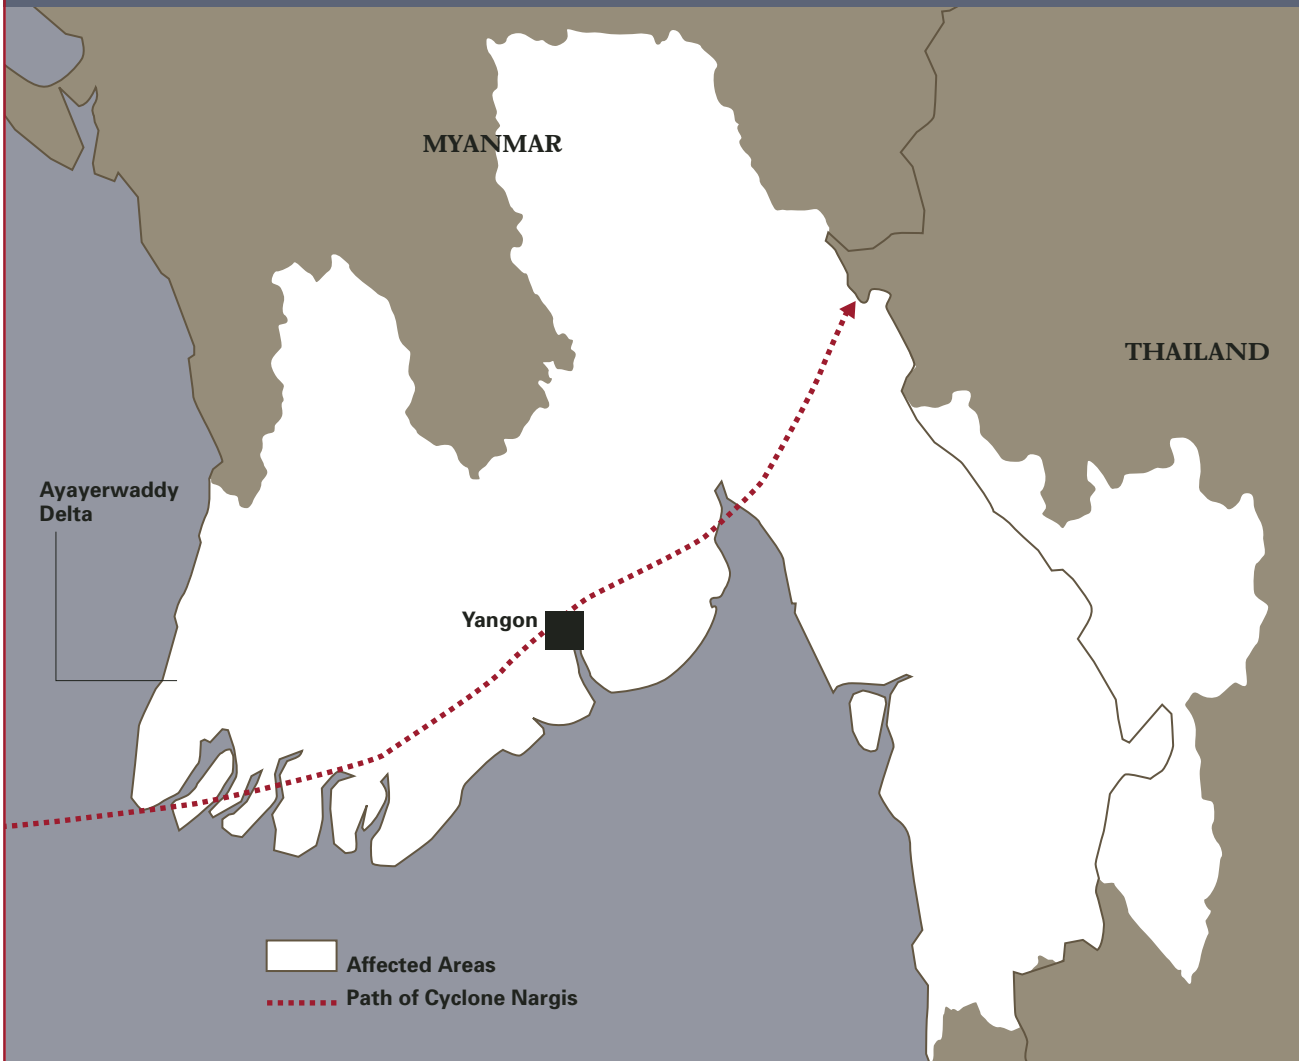 MYANMAR
THAILAND
Ayayerwaddy
Delta
Yangon
Affected Areas
Path of Cyclone Nargis